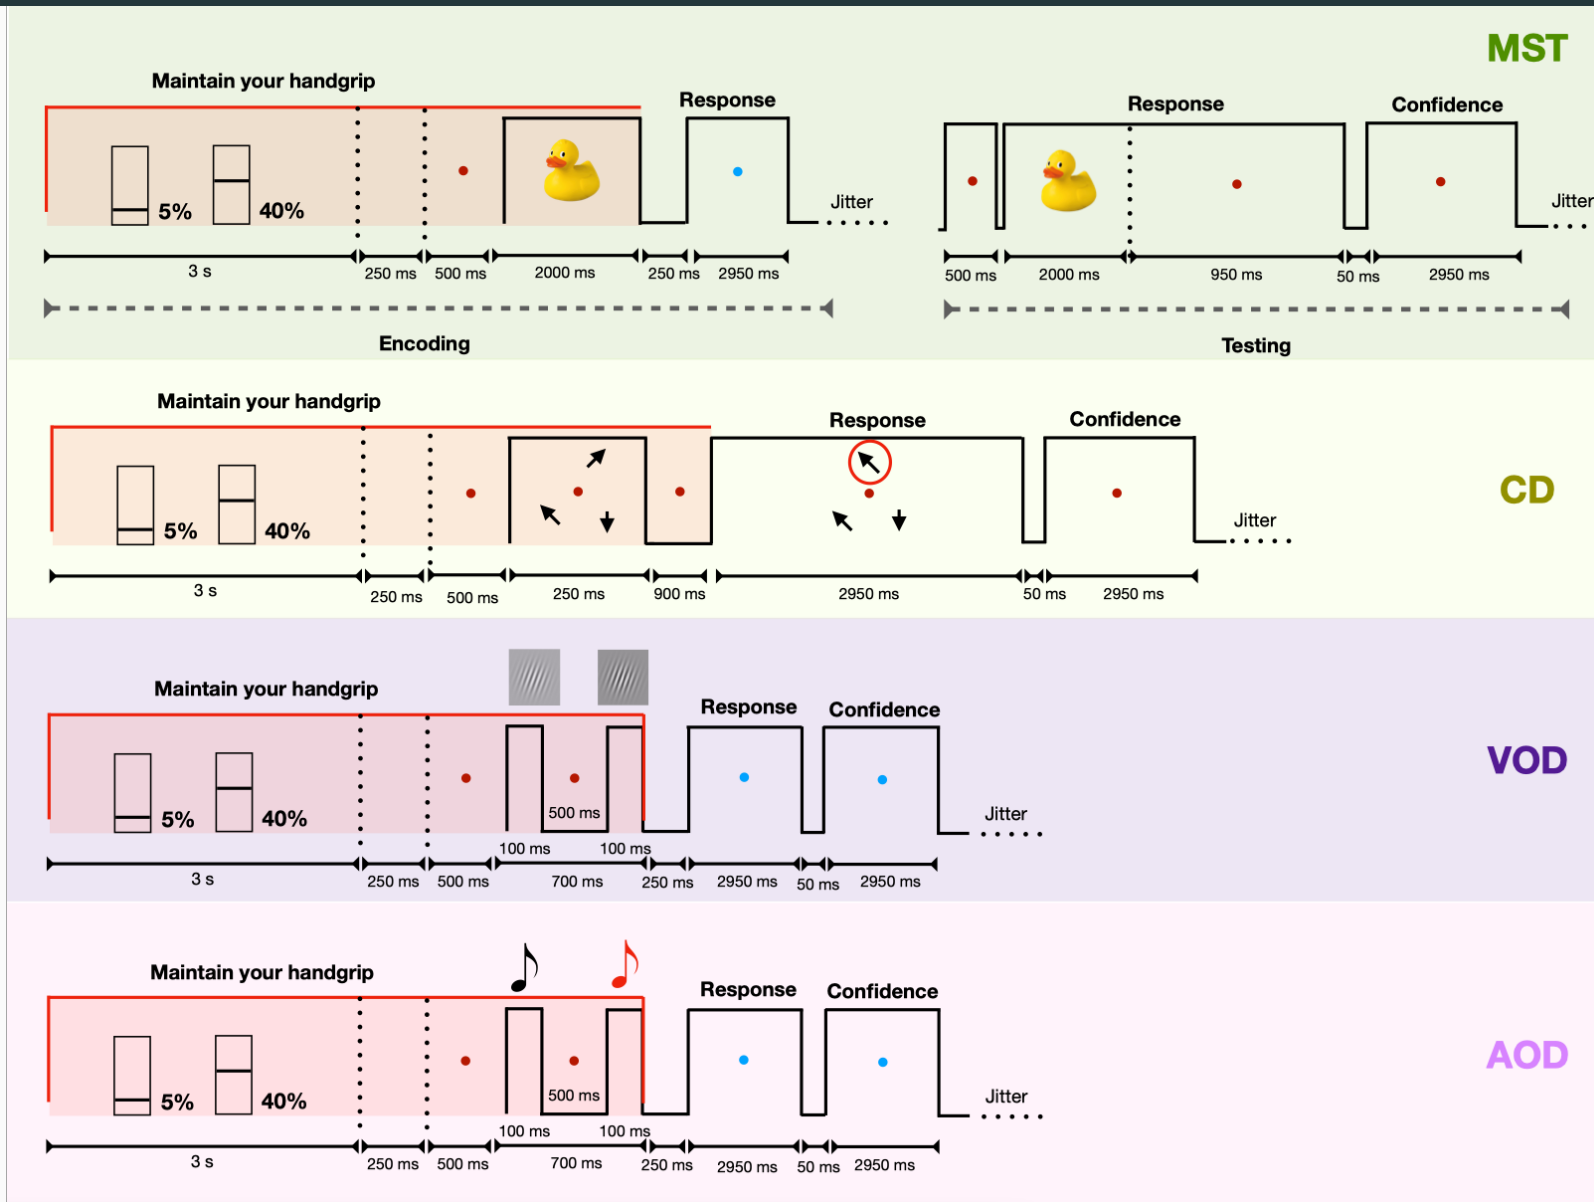 MST
Maintain your handgrip
Response
Response
Confidence
5%
40%
Jitter
Jitter
3 s
250 ms
500 ms
2000 ms
250 ms
2950 ms
500 ms
2000 ms
950 ms
50 ms
2950 ms
Encoding
Testing
Maintain your handgrip
Response
Confidence
CD
5%
40%
Jitter
3 s
250 ms
500 ms
250 ms
900 ms
2950 ms
50 ms
2950 ms
Maintain your handgrip
Response
Confidence
VOD
5%
40%
500 ms
Jitter
100 ms
100 ms
3 s
250 ms
500 ms
700 ms
250 ms
2950 ms
50 ms
2950 ms
Maintain your handgrip
Response
Confidence
AOD
5%
40%
500 ms
Jitter
100 ms
100 ms
3 s
250 ms
500 ms
700 ms
250 ms
2950 ms
50 ms
2950 ms